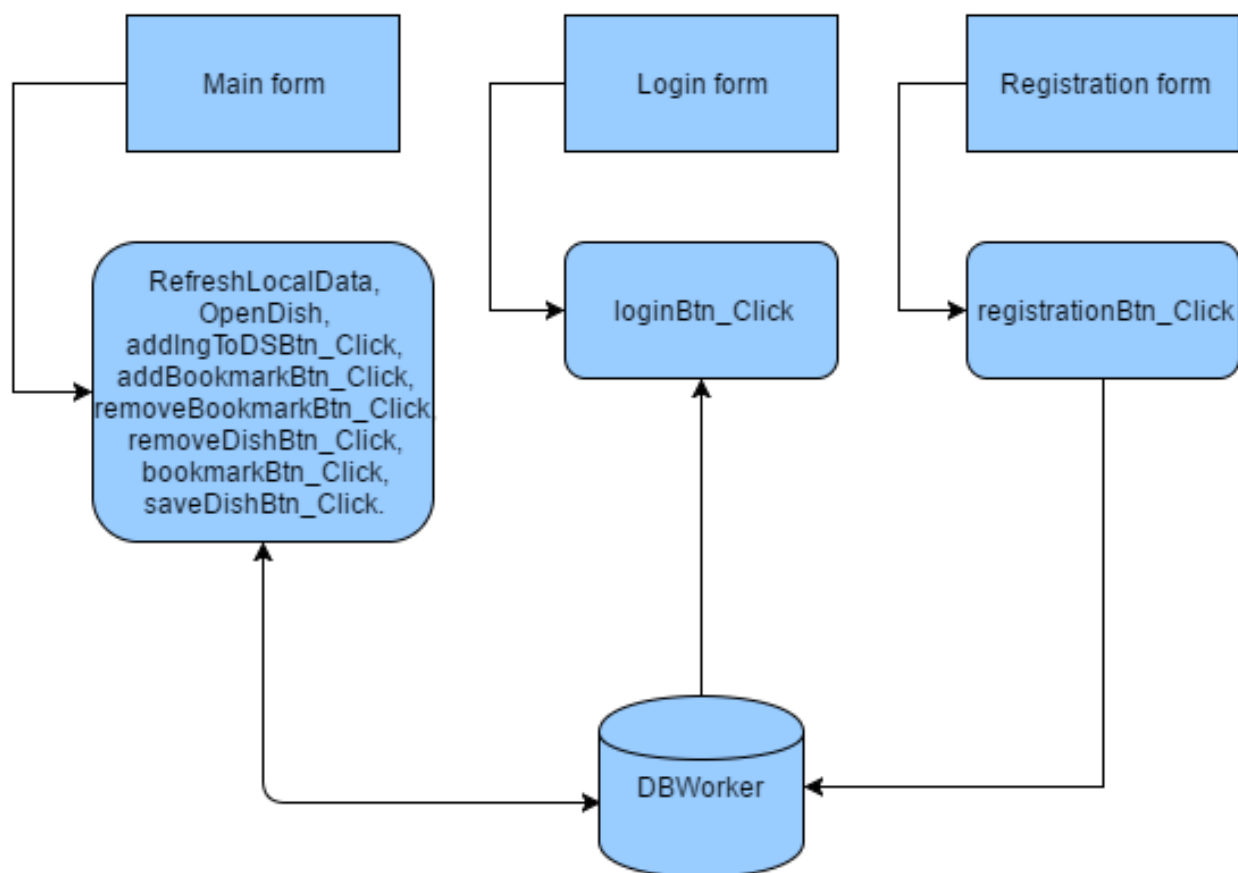 Main form
Login form
Registration form
RefreshLocalData,
OpenDish,
addIngToDSBtn_Click,
addBookmarkBtn_Click,
removeBookmarkBtn_Click,
removeDishBtn_Click,
bookmarkBtn_Click,
saveDishBtn_Click.
loginBtn_Click
registrationBtn_Click
DBWorker